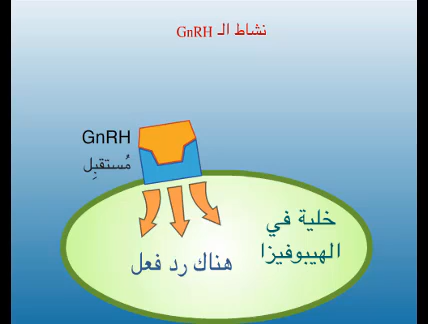 نشاط الـ GnRH
GnRH
مُستقبِل
خلية في
الهيبوفيزا
هناك رد فعل